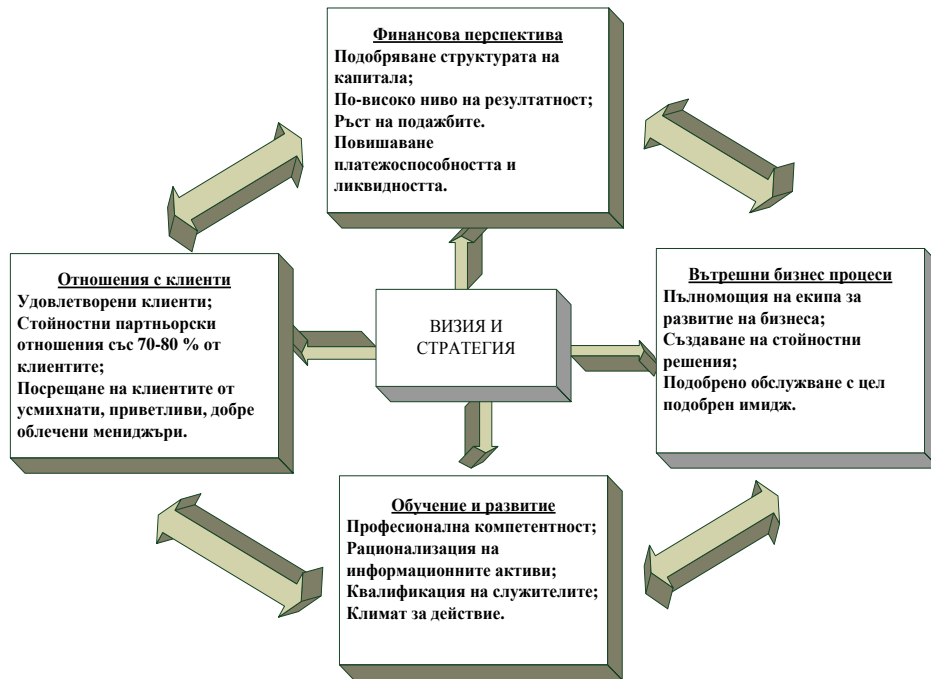 Финансова перспектива
Подобряване структурата на
капитала;
По-високо ниво на резултатност;
Ръст на подажбите.
Повишаване
платежоспособността и
ликвидността.
Отношения с клиенти
Удовлетворени клиенти;
Стойностни партньорски
отношения със 70-80 % от
клиентите;
Посрещане на клиентите от
усмихнати, приветливи, добре
облечени мениджъри.
ВИЗИЯ И
СТРАТЕГИЯ
Вътрешни бизнес процеси
Пълномощия на екипа за
развитие на бизнеса;
Създаване на стойностни
решения;
Подобрено обслужване с цел
подобрен имидж.
Обучение и развитие
Професионална компетентност;
Рационализация на
информационните активи;
Квалификация на служителите;
Климат за действие.